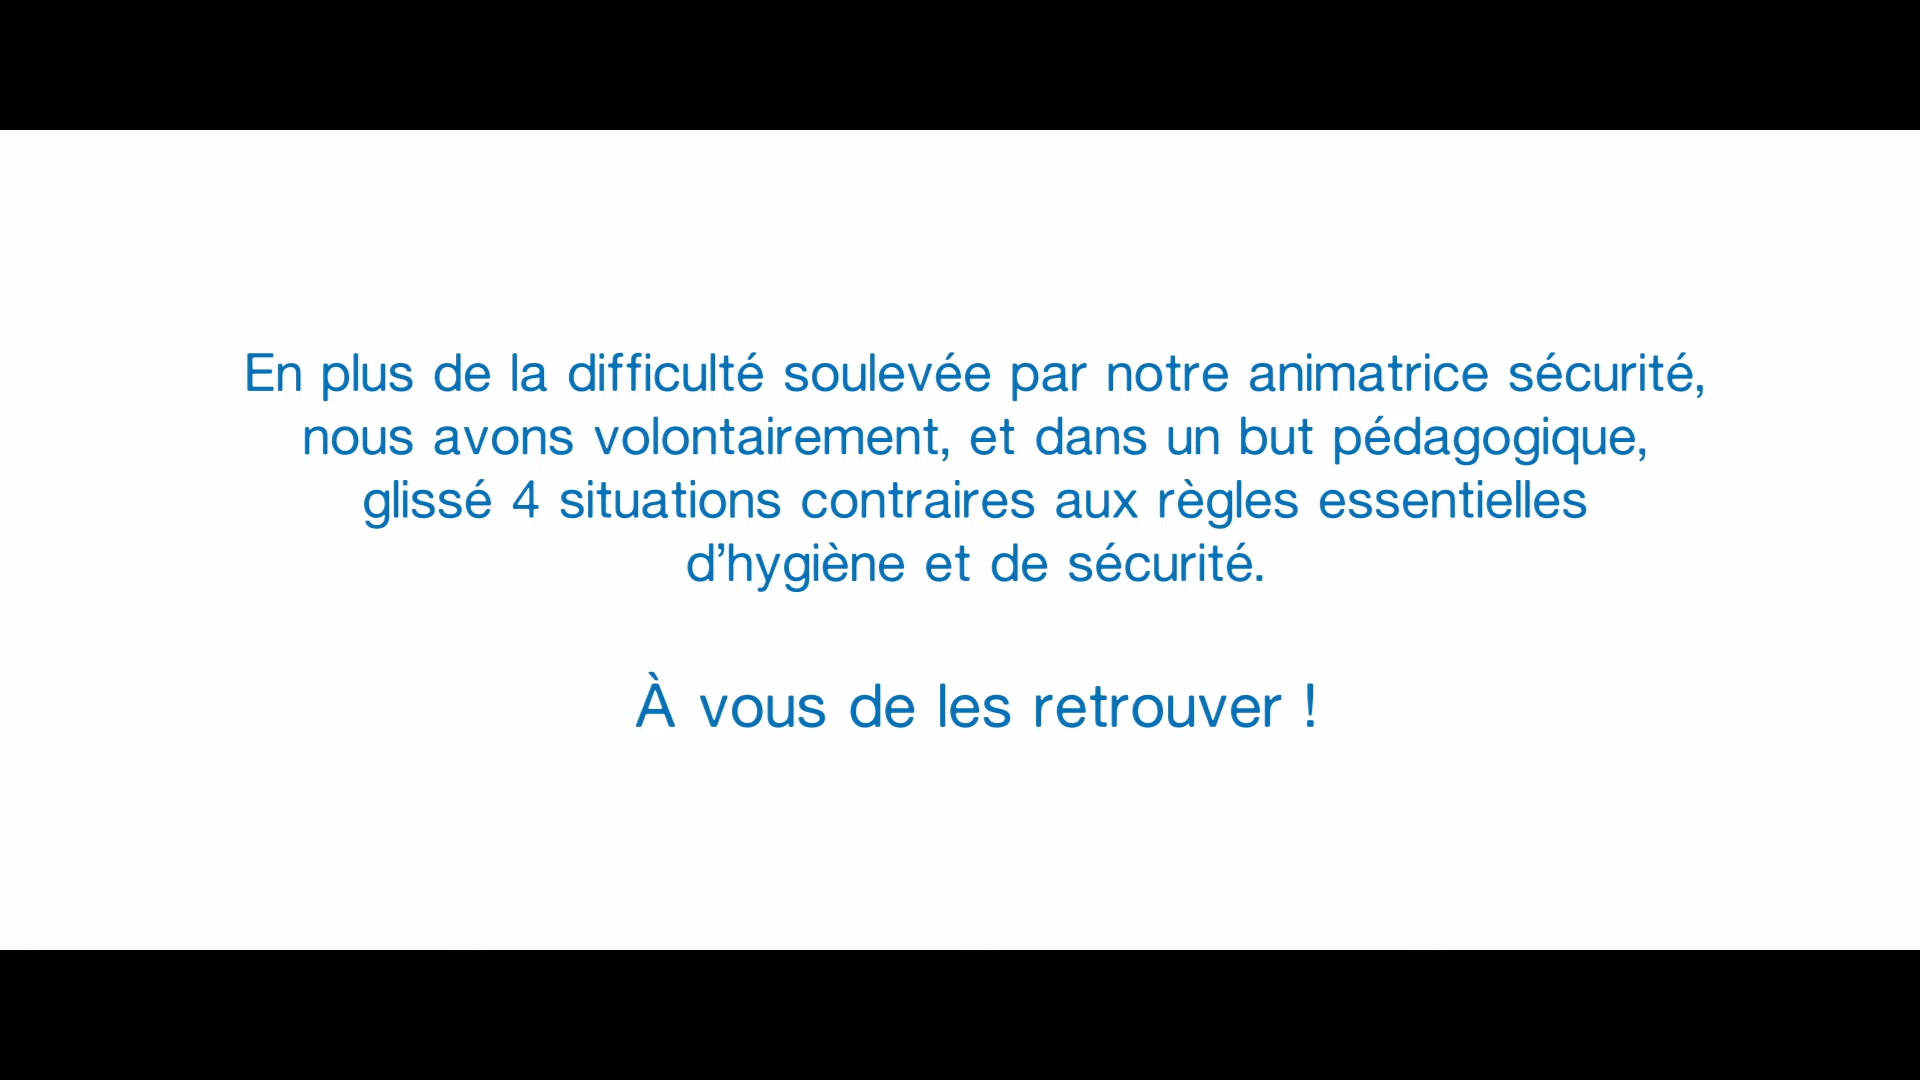 En plus de la difficulté soulevée par notre animatrice sécurité,
nous avons volontairement, et dans un but pédagogique,
glissé 4 situations contraires aux règles essentielles
d’hygiène et de sécurité.
À vous de les retrouver !